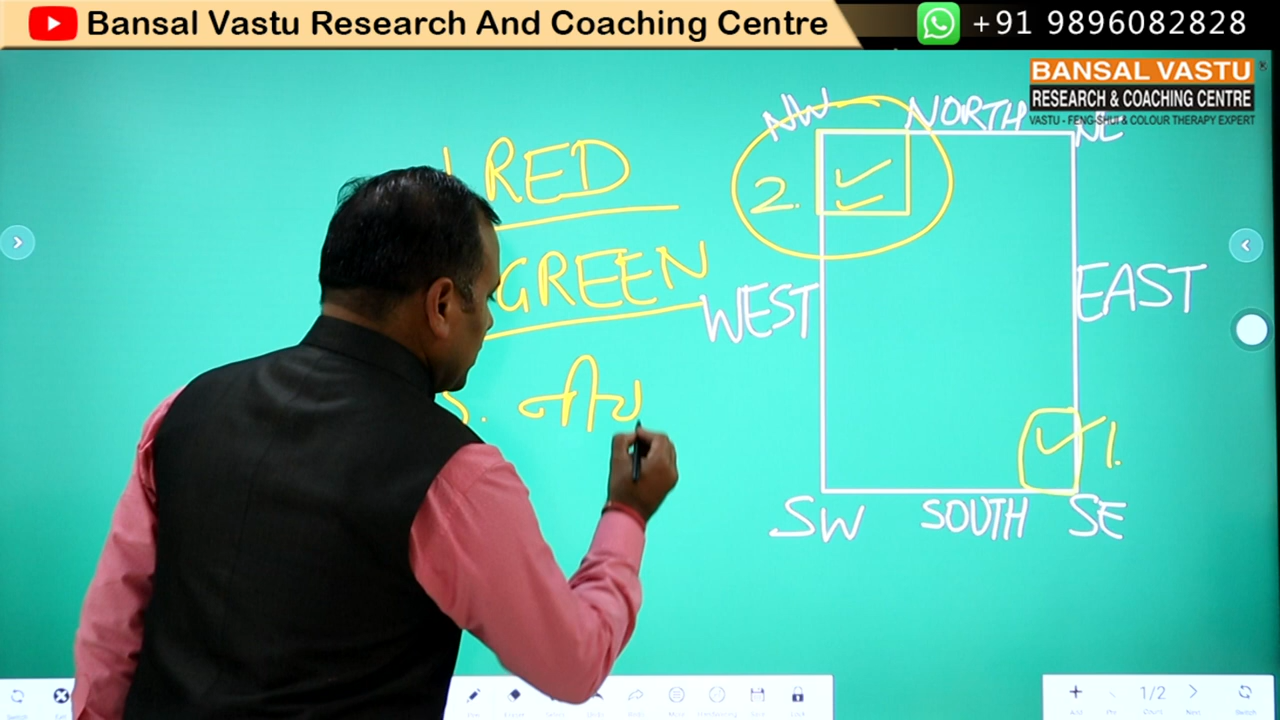 Bansal Vastu Research And Coaching Centre
+91 9896082828
BANSAL VASTU
RESEARCH & COACHING CENTRE
VASTU - FENG-SHUI & COLOUR THERAPY EXPERT
NW NORTH NE
1 RED
2.
GREEN
WEST
EAST
1.
SW SOUTH SE
1/2